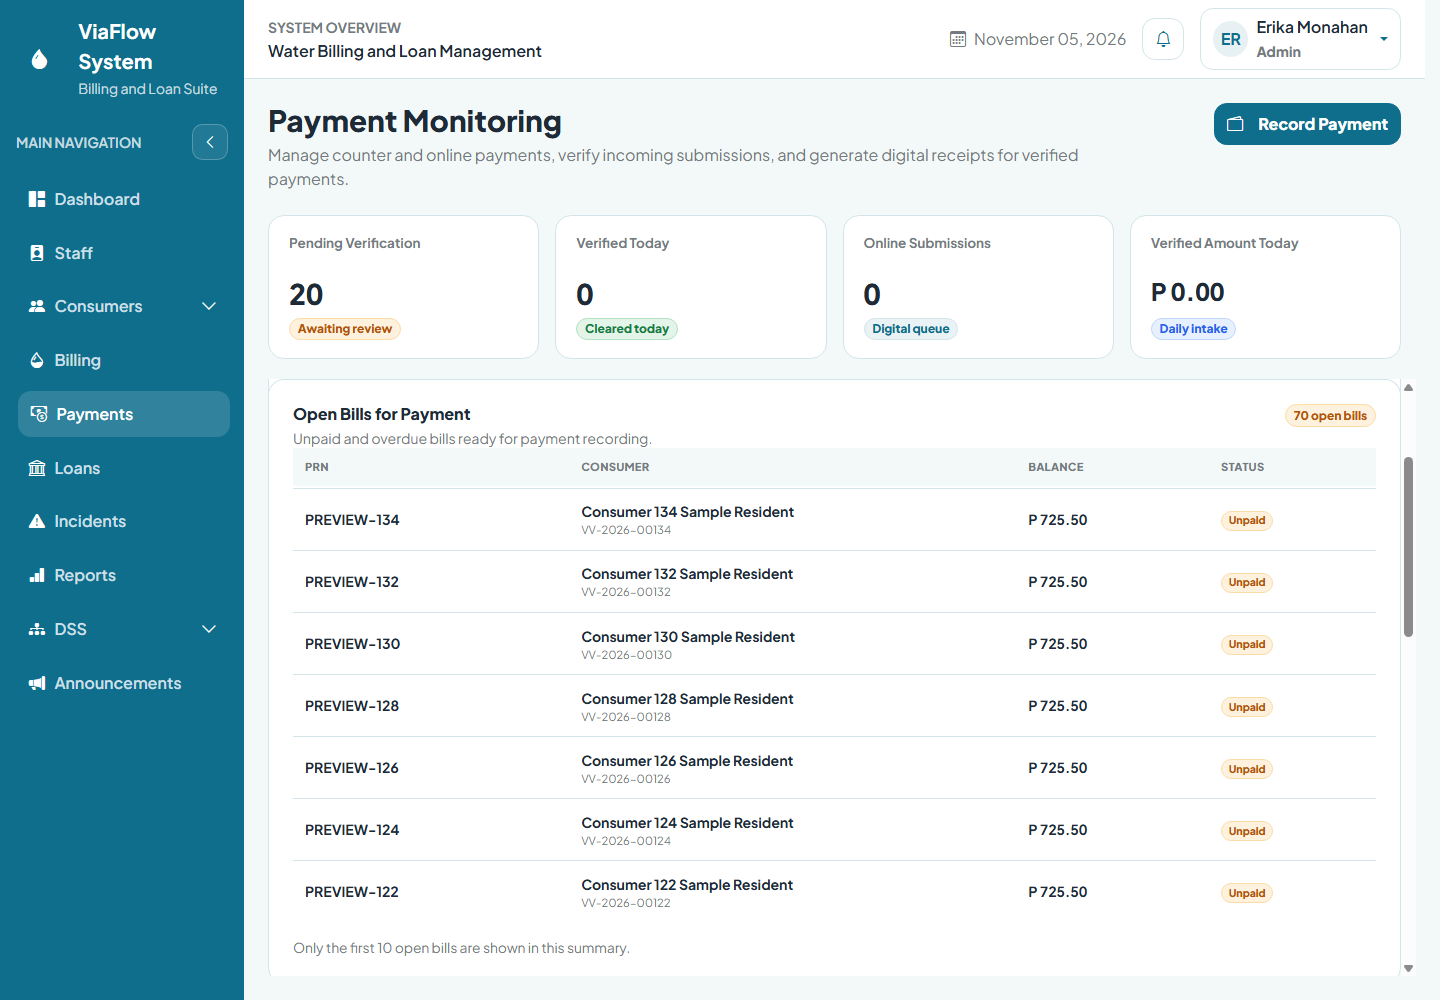 ViaFlow
System
Billing and Loan Suite
MAIN NAVIGATION
Dashboard
Staff
Consumers
Billing
Payments
Loans
Incidents
Reports
DSS
Announcements
SYSTEM OVERVIEW
Water Billing and Loan Management
November 05, 2026
ER
Erika Monahan
Admin
Payment Monitoring
Manage counter and online payments, verify incoming submissions, and generate digital receipts for verified
payments.
Record Payment
Pending Verification
20
Awaiting review
Verified Today
0
Cleared today
Online Submissions
0
Digital queue
Verified Amount Today
P 0.00
Daily intake
Open Bills for Payment
70 open bills
Unpaid and overdue bills ready for payment recording.
PRN CONSUMER BALANCE STATUS
PREVIEW-134 Consumer 134 Sample Resident P 725.50 Unpaid
VV-2026-00134
PREVIEW-132 Consumer 132 Sample Resident P 725.50 Unpaid
VV-2026-00132
PREVIEW-130 Consumer 130 Sample Resident P 725.50 Unpaid
VV-2026-00130
PREVIEW-128 Consumer 128 Sample Resident P 725.50 Unpaid
VV-2026-00128
PREVIEW-126 Consumer 126 Sample Resident P 725.50 Unpaid
VV-2026-00126
PREVIEW-124 Consumer 124 Sample Resident P 725.50 Unpaid
VV-2026-00124
PREVIEW-122 Consumer 122 Sample Resident P 725.50 Unpaid
VV-2026-00122
Only the first 10 open bills are shown in this summary.